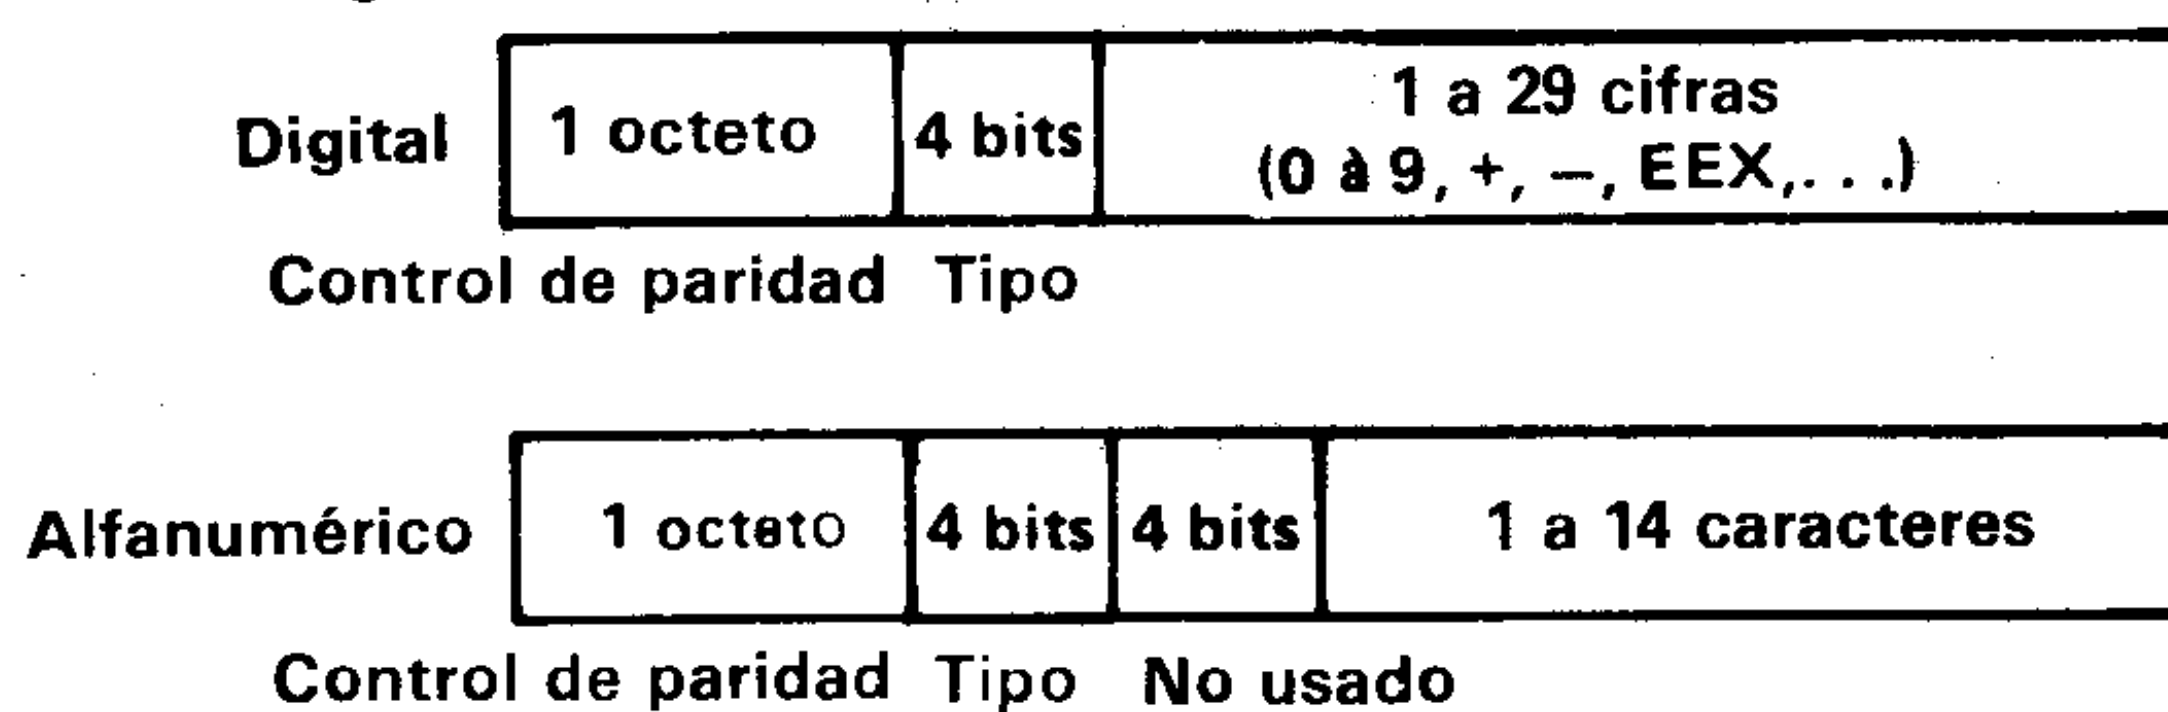 1 a 29 cifras
Digital 1 octeto 4 bits
(0 à 9, +, −, EEX,. . .)
Control de paridad Tipo
Alfanumérico 1 octeto 4 bits 4 bits 1 a 14 caracteres
Control de paridad Tipo No usado